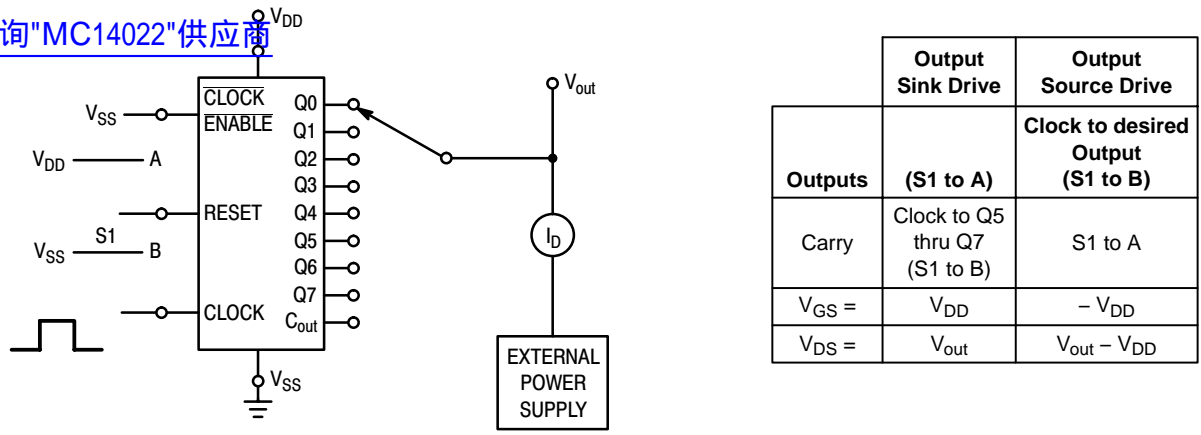 询"MC14022"供应商
VDD
CLOCK
ENABLE
VSS
VDD
A
RESET
VSS
S1
B
CLOCK
Q0
Q1
Q2
Q3
Q4
Q5
Q6
Q7
Cout
VSS
Vout
ID
EXTERNAL
POWER
SUPPLY
Output
Sink Drive
Output
Source Drive
Outputs
(S1 to A)
Clock to desired
Output
(S1 to B)
Carry
Clock to Q5
thru Q7
(S1 to B)
S1 to A
VGS =
VDD
– VDD
VDS =
Vout
Vout – VDD